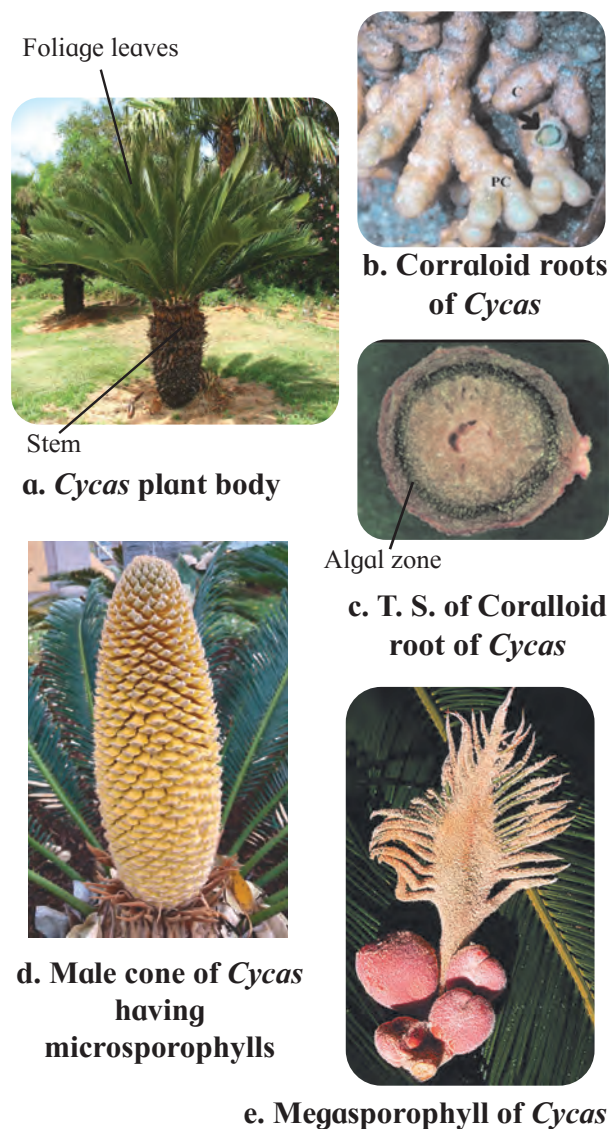 Foliage leaves
Stem
a. Cycas plant body
C
PC
b. Corraloid roots
of Cycas
Algal zone
c. T. S. of Coralloid
root of Cycas
d. Male cone of Cycas
having
microsporophylls
e. Megasporophyll of Cycas